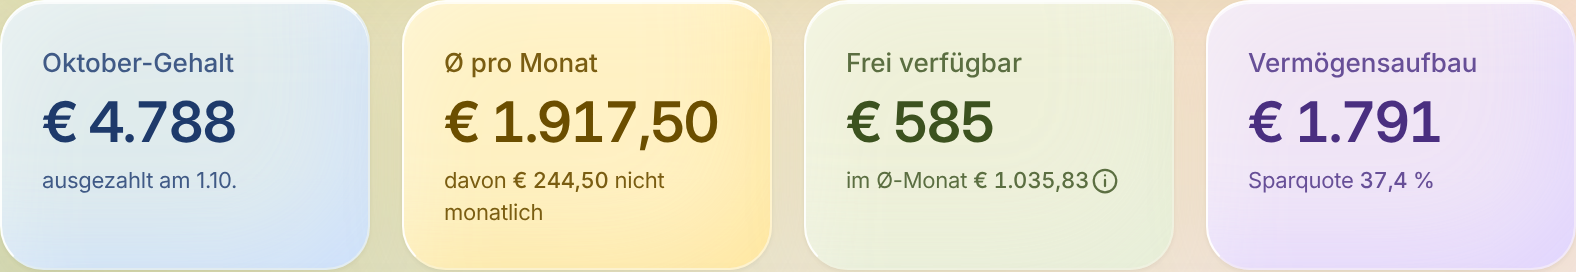 Oktober-Gehalt
€ 4.788
ausgezahlt am 1.10.
Ø pro Monat
€ 1.917,50
davon € 244,50 nicht
monatlich
Frei verfügbar
€ 585
im Ø-Monat € 1.035,83
Vermögensaufbau
€ 1.791
Sparquote 37,4 %